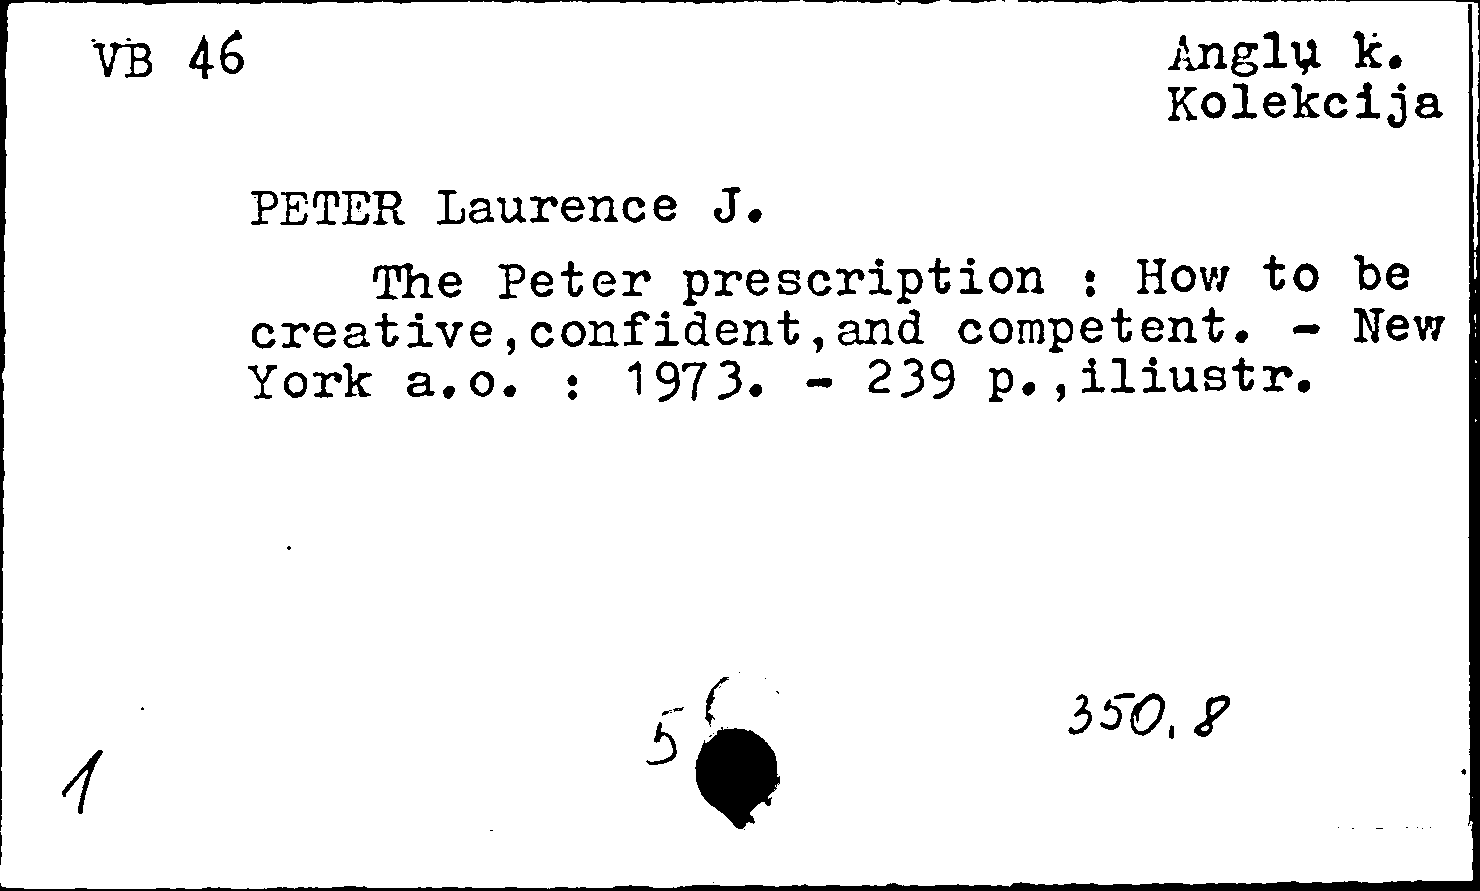 VB 46
Anglų k.
Kolekcija
PETER Laurence J.
The Peter prescription : How to be
creative,confident,and competent. - New
York a.o. : 1973. - 239 p.,iliustr.
350,8
5
1